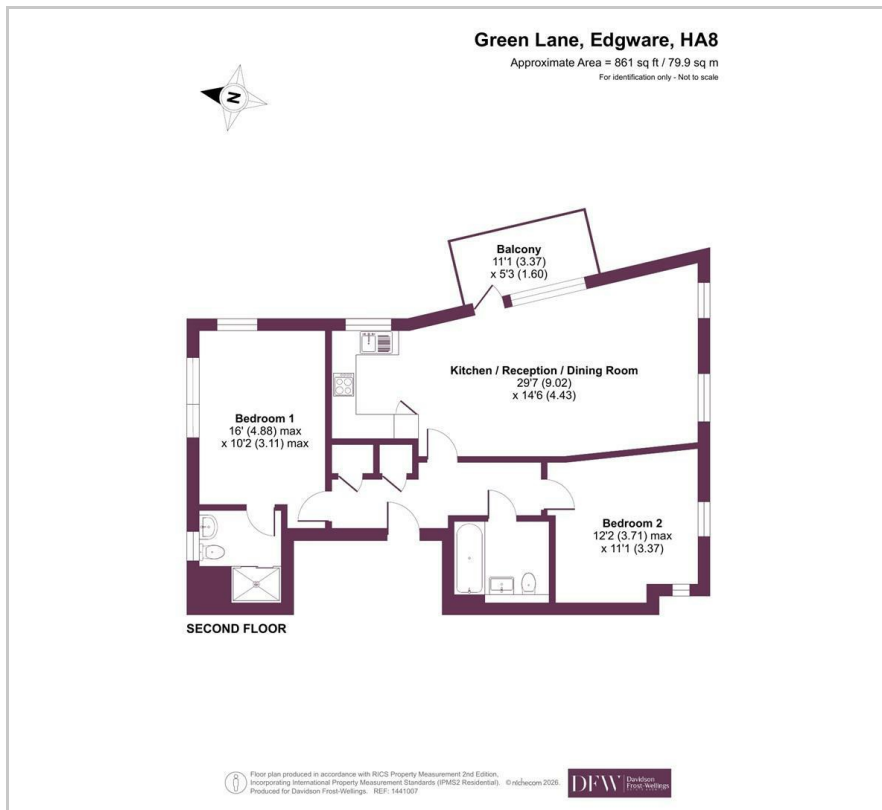 Green Lane, Edgware, HA8
Approximate Area = 861 sq ft / 79.9 sq m
For identification only - Not to scale
N
Balcony
11'1 (3.37)
x 5'3 (1.60)
Kitchen / Reception / Dining Room
29'7 (9.02)
x 14'6 (4.43)
Bedroom 1
16' (4.88) max
x 10'2 (3.11) max
Bedroom 2
12'2 (3.71) max
x 11'1 (3.37)
SECOND FLOOR
Floor plan produced in accordance with RICS Property Measurement 2nd Edition,
Incorporating International Property Measurement Standards (IPMS2 Residential). © nichecom 2026.
Produced for Davidson Frost-Wellings. REF: 1441007
DFW
Davidson
Frost-Wellings